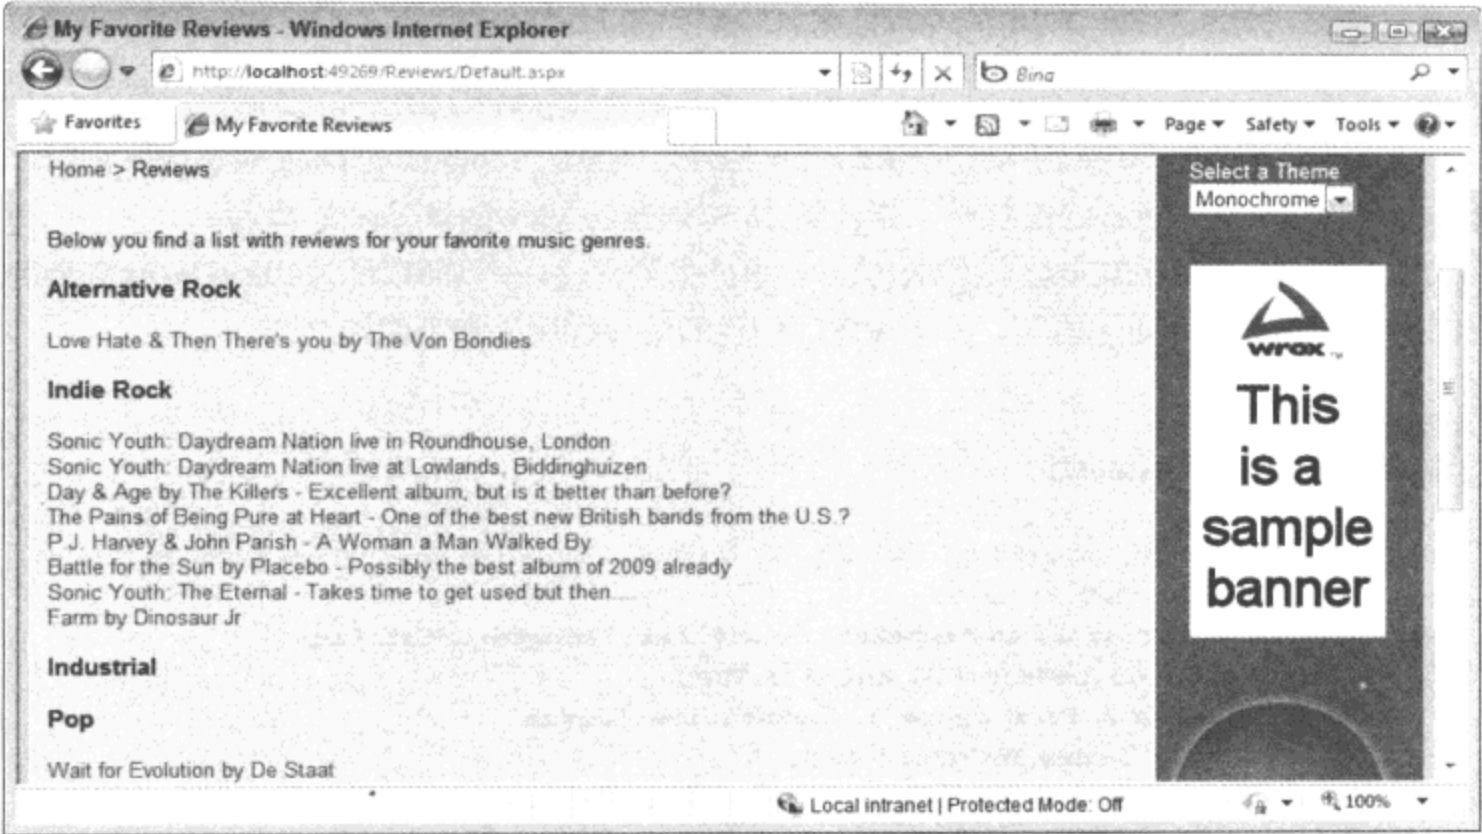 My Favorite Reviews - Windows Internet Explorer
http://localhost:49269/Reviews/Default.aspx
Bing
Favorites
My Favorite Reviews
Page
Safety
Tools
Home > Reviews
Select a Theme
Monochrome
Below you find a list with reviews for your favorite music genres.
Alternative Rock
Love Hate & Then There's you by The Von Bondies
Indie Rock
Sonic Youth: Daydream Nation live in Roundhouse, London
Sonic Youth: Daydream Nation live at Lowlands, Biddinghuizen
Day & Age by The Killers - Excellent album, but is it better than before?
The Pains of Being Pure at Heart - One of the best new British bands from the U.S.?
P.J. Harvey & John Parish - A Woman a Man Walked By
Battle for the Sun by Placebo - Possibly the best album of 2009 already
Sonic Youth: The Eternal - Takes time to get used but then.....
Farm by Dinosaur Jr
Industrial
Pop
Wait for Evolution by De Staat
wrox™
This
is a
sample
banner
Local intranet | Protected Mode: Off
100%